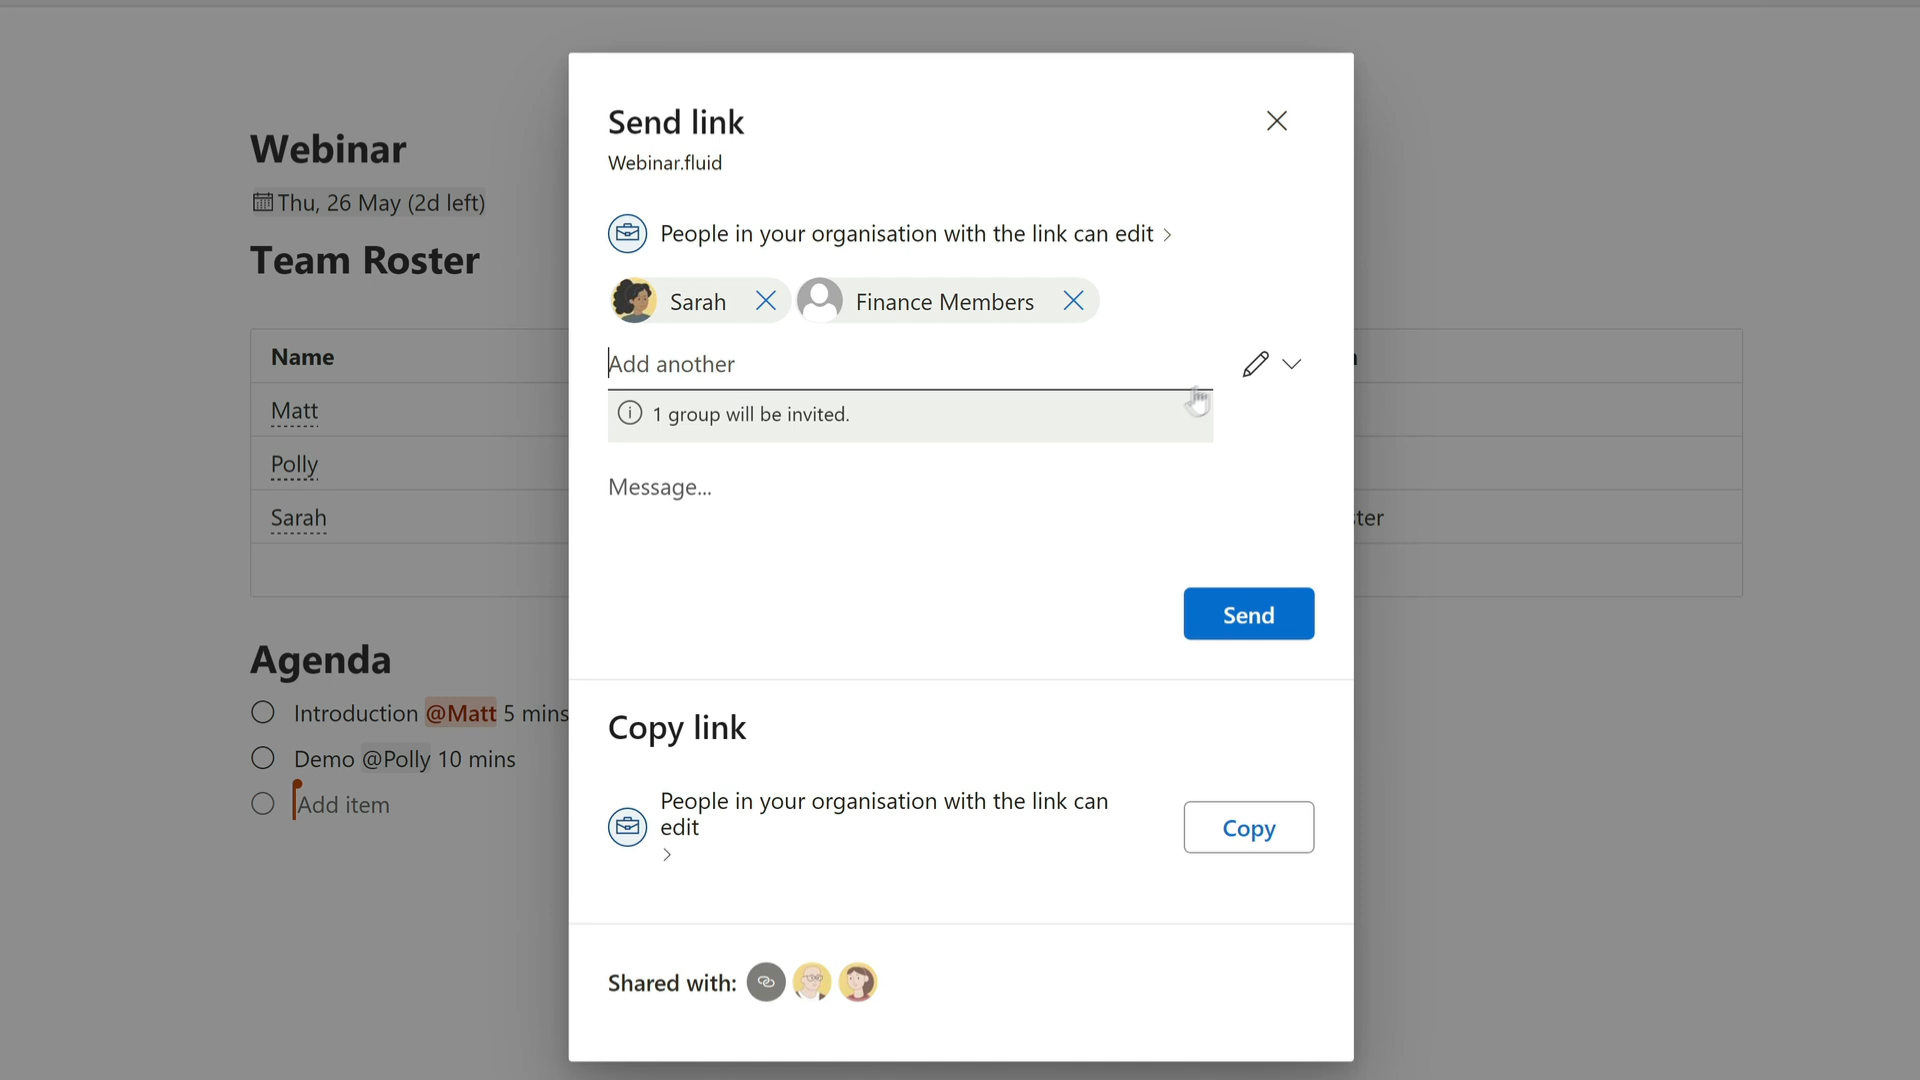 Webinar
Thu, 26 May (2d left)
Team Roster
Name
Matt
Polly
Sarah
Agenda
Introduction @Matt 5 mins
Demo @Polly 10 mins
Add item
Send link
Webinar.fluid
People in your organisation with the link can edit
Sarah
Finance Members
Add another
1 group will be invited.
Message...
Send
Copy link
People in your organisation with the link can
edit
Copy
Shared with: